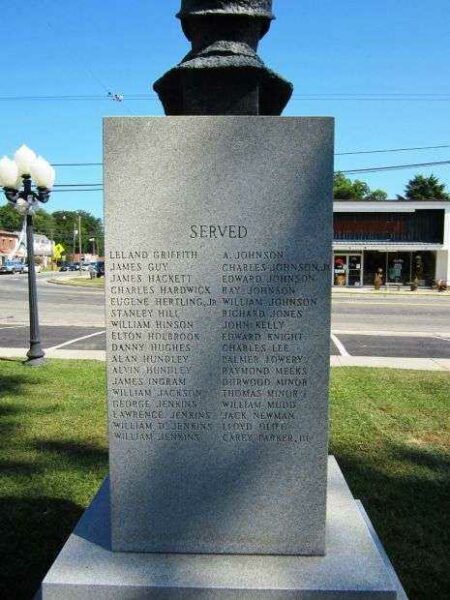 SERVED
LELAND GRIFFITH
JAMES GUY
JAMES HACKETT
CHARLES HARDWICK
EUGENE HERTLING, JR
STANLEY HILL
WILLIAM HINSON
ELTON HOLBROOK
DANNY HUGHES
ALAN HUNDLEY
ALVIN HUNDLEY
JAMES INGRAM
WILLIAM JACKSON
GEORGE JENKINS
LAWRENCE JENKINS
WILLIAM D. JENKINS
WILLIAM JENKINS
A. JOHNSON
CHARLES JOHNSON, JR
EDWARD JOHNSON
RAY JOHNSON
WILLIAM JOHNSON
RICHARD JONES
JOHN KELLY
EDWARD KNIGHT
CHARLES LEE
PALMER LOWERY
RAYMOND MEEKS
DURWOOD MINOR
THOMAS MINOR
WILLIAM MUDD
JACK NEWMAN
LLOYD
CAREY PARKER, III